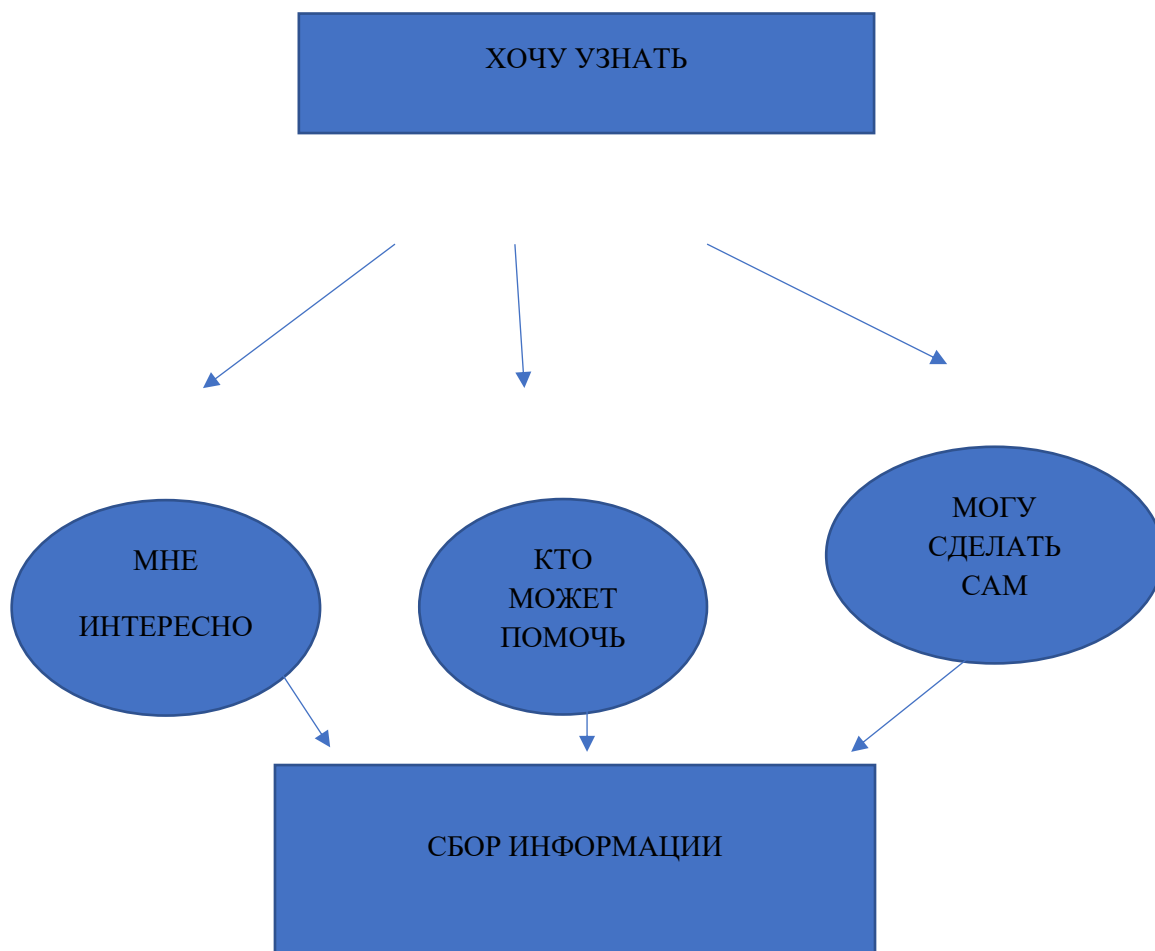 ХОЧУ УЗНАТЬ
МНЕ
ИНТЕРЕСНО
КТО
МОЖЕТ
ПОМОЧЬ
МОГУ
СДЕЛАТЬ
САМ
СБОР ИНФОРМАЦИИ